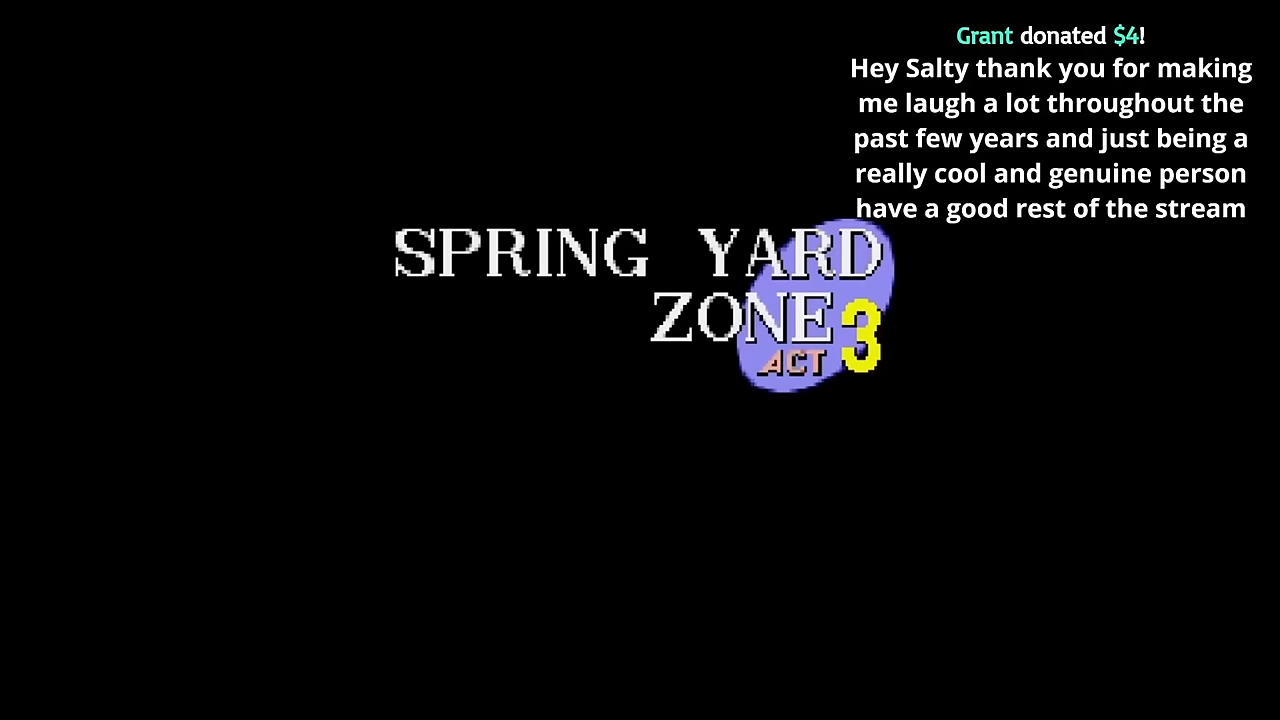 Grant donated $4!
Hey Salty thank you for making
me laugh a lot throughout the
past few years and just being a
really cool and genuine person
have a good rest of the stream
SPRING YARD
ZONE
ACT 3